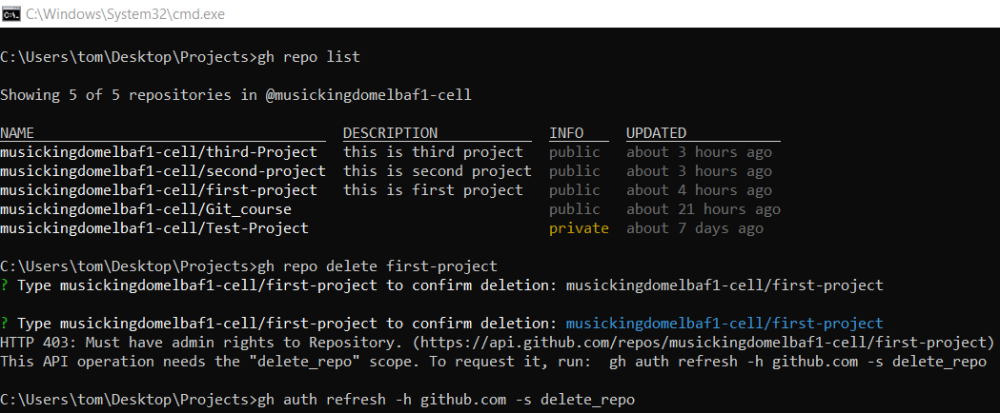 C:\Windows\System32\cmd.exe
C:\Users\tom\Desktop\Projects>gh repo list
Showing 5 of 5 repositories in @musickingdomelbaf1-cell
NAME DESCRIPTION INFO UPDATED
musickingdomelbaf1-cell/third-Project this is third project public about 3 hours ago
musickingdomelbaf1-cell/second-project this is second project public about 3 hours ago
musickingdomelbaf1-cell/first-project this is first project public about 4 hours ago
musickingdomelbaf1-cell/Git_course public about 21 hours ago
musickingdomelbaf1-cell/Test-Project private about 7 days ago
C:\Users\tom\Desktop\Projects>gh repo delete first-project
? Type musickingdomelbaf1-cell/first-project to confirm deletion: musickingdomelbaf1-cell/first-project
? Type musickingdomelbaf1-cell/first-project to confirm deletion: musickingdomelbaf1-cell/first-project
HTTP 403: Must have admin rights to Repository. (https://api.github.com/repos/musickingdomelbaf1-cell/first-project)
This API operation needs the "delete_repo" scope. To request it, run:  gh auth refresh -h github.com -s delete_repo
C:\Users\tom\Desktop\Projects>gh auth refresh -h github.com -s delete_repo